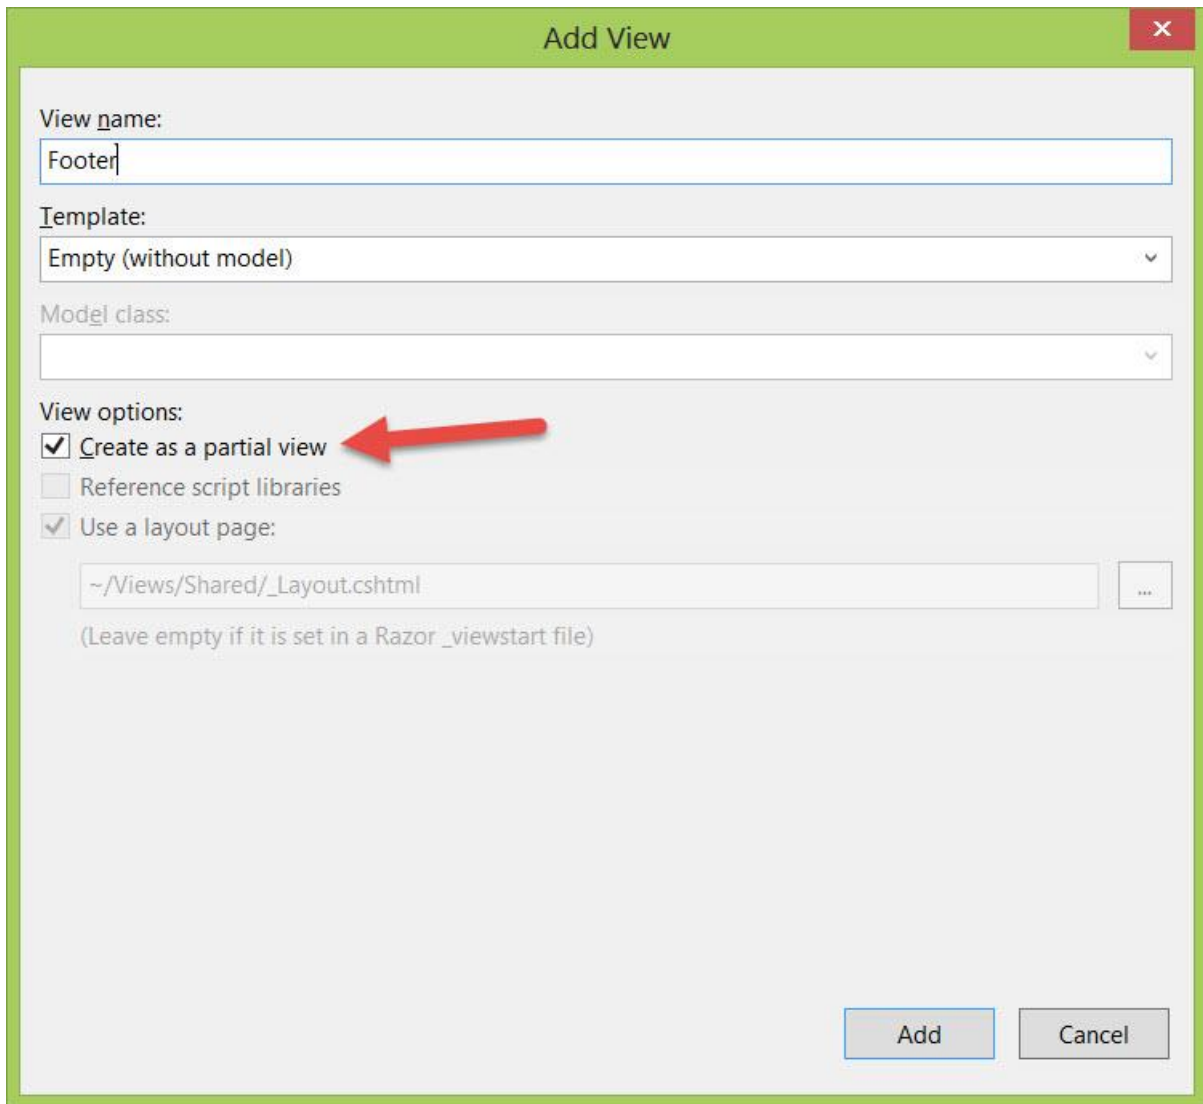 Add View
View name:
Footer
Template:
Empty (without model)
Model class:
View options:
Create as a partial view
Reference script libraries
Use a layout page:
~/Views/Shared/_Layout.cshtml
...
(Leave empty if it is set in a Razor _viewstart file)
Add
Cancel